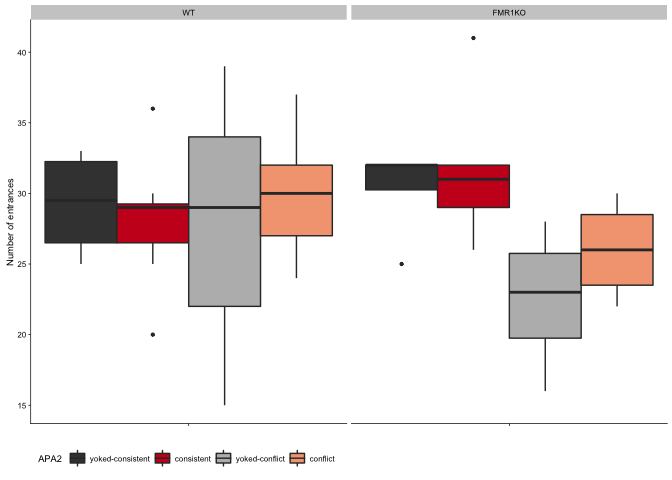 WT FMR1KO
Number of entrances
40
35
30
25
20
15
APA2 yoked-consistent consistent yoked-conflict conflict